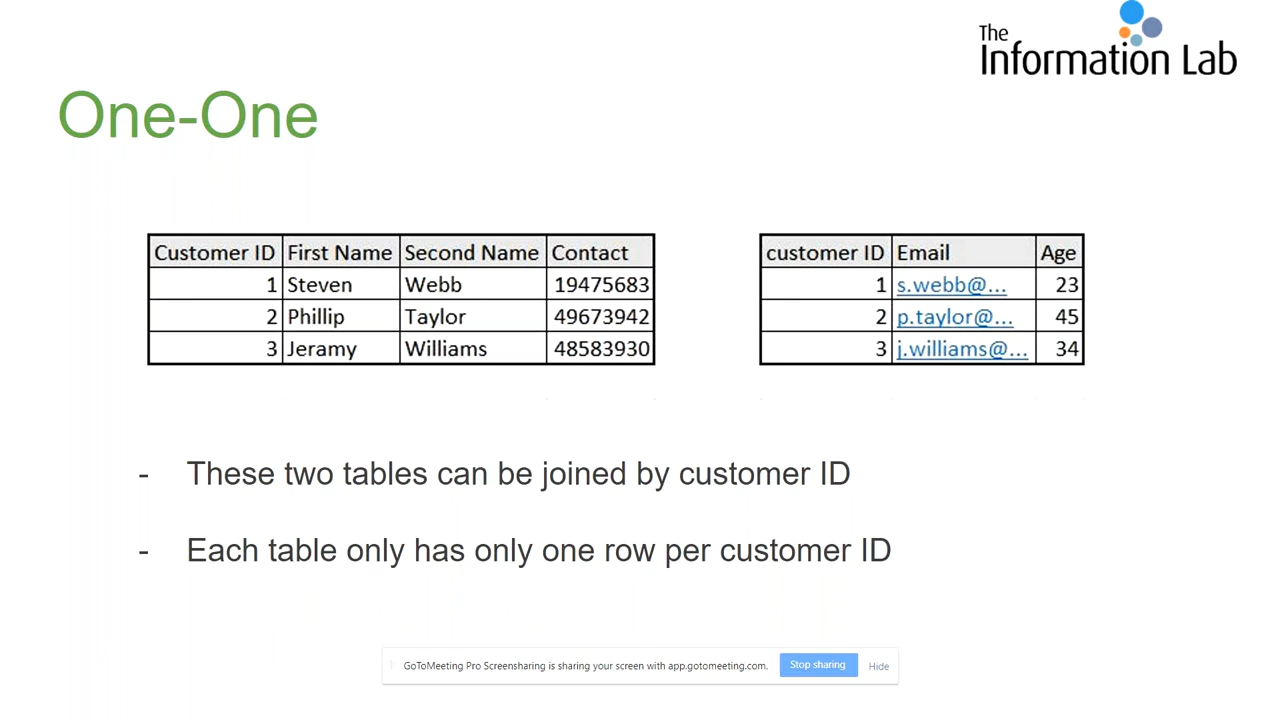 The
Information Lab
One-One
Customer ID First Name Second Name Contact
1 Steven Webb 19475683
2 Phillip Taylor 49673942
3 Jeramy Williams 48583930
customer ID Email Age
1 s.webb@... 23
2 p.taylor@... 45
3 j.williams@... 34
- These two tables can be joined by customer ID
- Each table only has only one row per customer ID
GoToMeeting Pro Screensharing is sharing your screen with app.gotomeeting.com. Stop sharing Hide